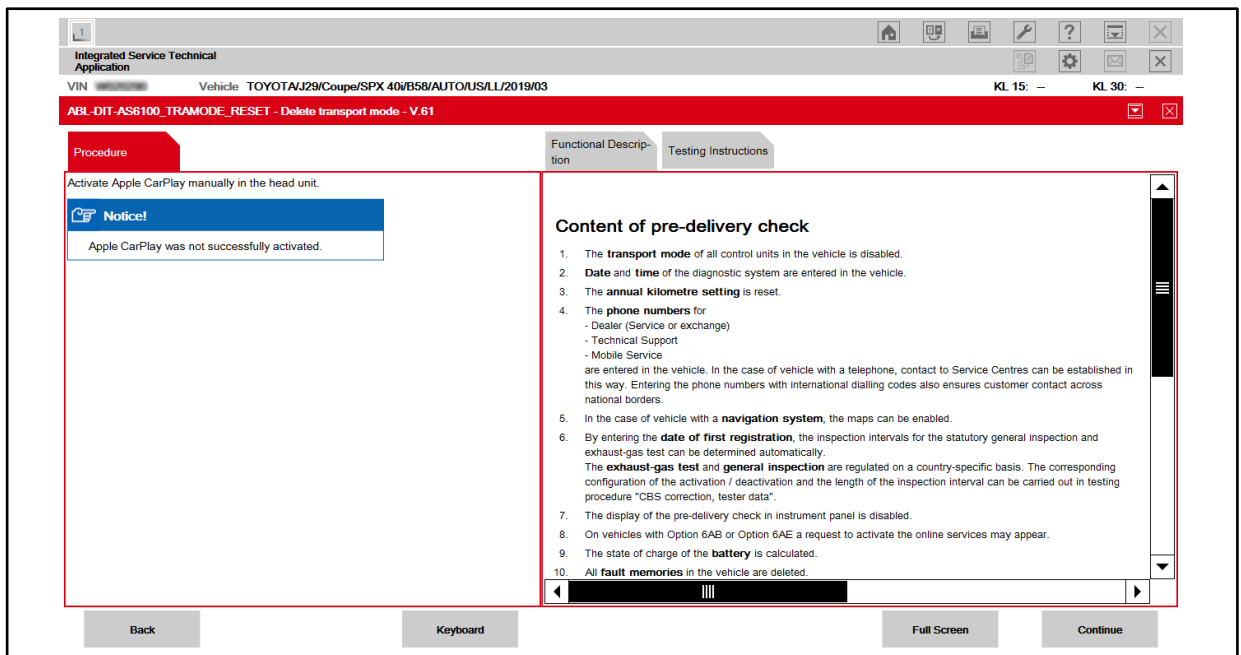 1
Integrated Service Technical
Application
VIN
Vehicle TOYOTA/J29/Coupe/SPX 40i/B58/AUTO/US/LL/2019/03
KL 15: –
KL 30: –
ABL-DIT-AS6100_TRAMODE_RESET - Delete transport mode - V.61
Procedure
Activate Apple CarPlay manually in the head unit.
Notice!
Apple CarPlay was not successfully activated.
Functional Descrip-
tion
Testing Instructions
Content of pre-delivery check
1. The transport mode of all control units in the vehicle is disabled.
2. Date and time of the diagnostic system are entered in the vehicle.
3. The annual kilometre setting is reset.
4. The phone numbers for
- Dealer (Service or exchange)
- Technical Support
- Mobile Service
are entered in the vehicle. In the case of vehicle with a telephone, contact to Service Centres can be established in
this way. Entering the phone numbers with international dialling codes also ensures customer contact across
national borders.
5. In the case of vehicle with a navigation system, the maps can be enabled.
6. By entering the date of first registration, the inspection intervals for the statutory general inspection and
exhaust-gas test can be determined automatically.
The exhaust-gas test and general inspection are regulated on a country-specific basis. The corresponding
configuration of the activation / deactivation and the length of the inspection interval can be carried out in testing
procedure "CBS correction, tester data".
7. The display of the pre-delivery check in instrument panel is disabled.
8. On vehicles with Option 6AB or Option 6AE a request to activate the online services may appear.
9. The state of charge of the battery is calculated.
10. All fault memories in the vehicle are deleted.
Back
Keyboard
Full Screen
Continue